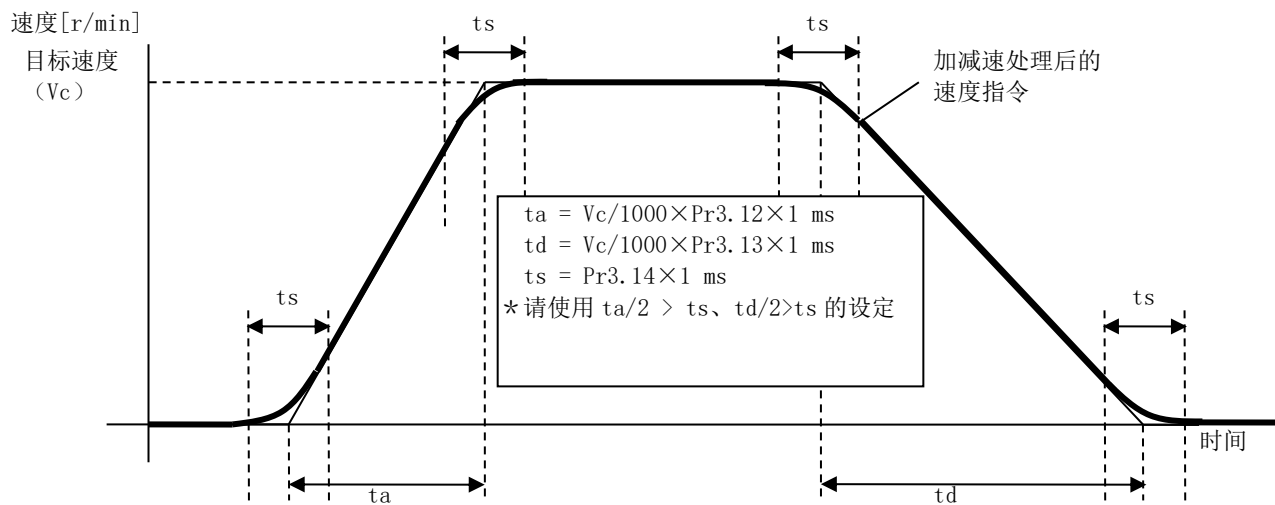 速度[r/min]
目标速度
（Vc）
ts
ts
加减速处理后的
速度指令
ta = Vc/1000×Pr3.12×1 ms
td = Vc/1000×Pr3.13×1 ms
ts = Pr3.14×1 ms
＊请使用 ta/2 > ts、td/2>ts 的设定
ts
ts
时间
ta
td